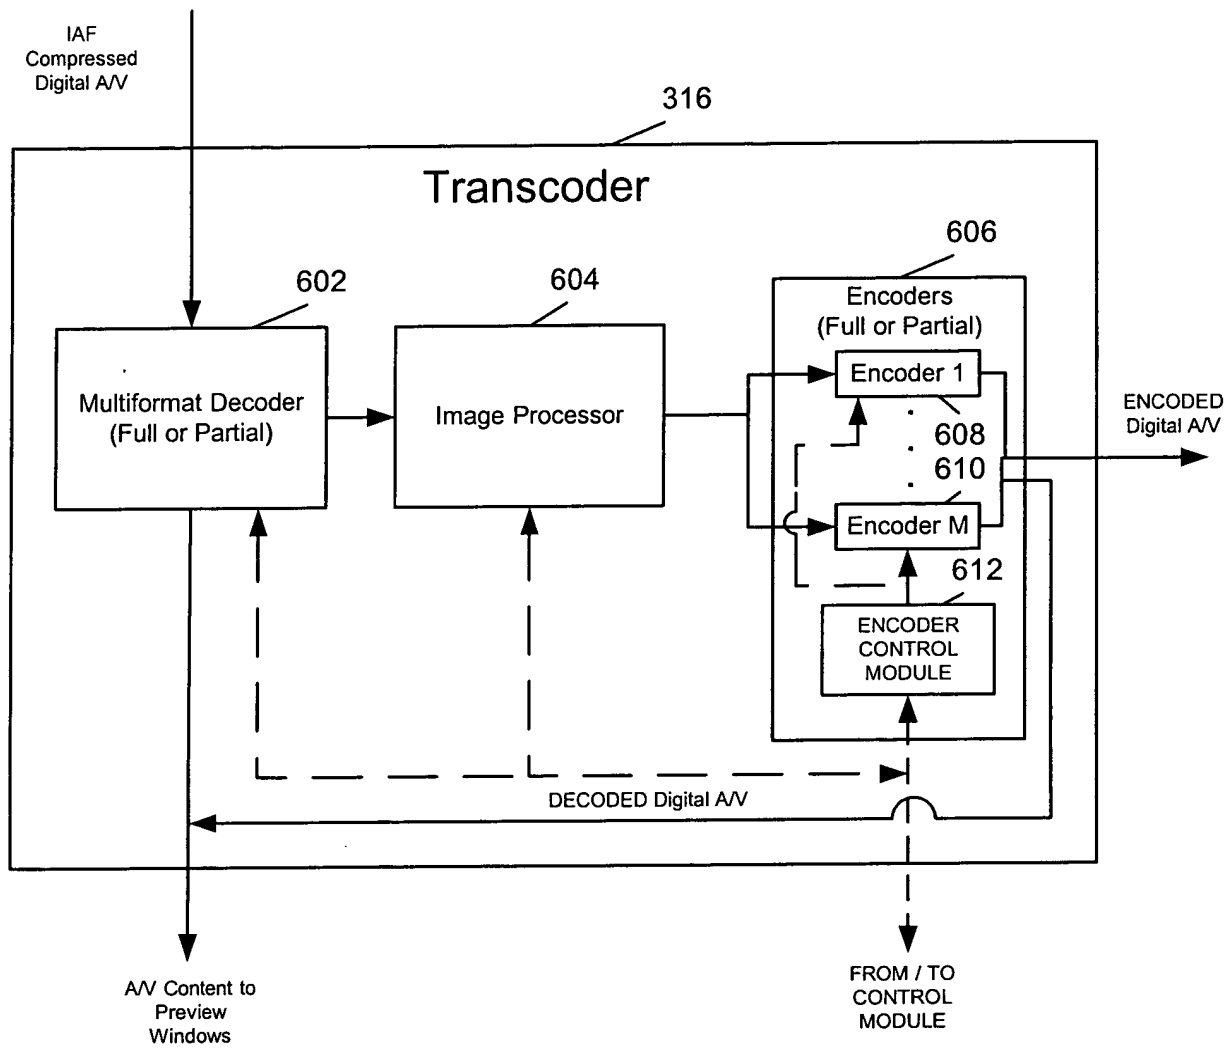 IAF
Compressed
Digital A/V
316
Transcoder
606
602
604
Encoders
(Full or Partial)
Encoder 1
Multiformat Decoder
(Full or Partial)
Image Processor
608
ENCODED
Digital A/V
610
Encoder M
612
ENCODER
CONTROL
MODULE
DECODED Digital A/V
A/V Content to
Preview
Windows
FROM / TO
CONTROL
MODULE